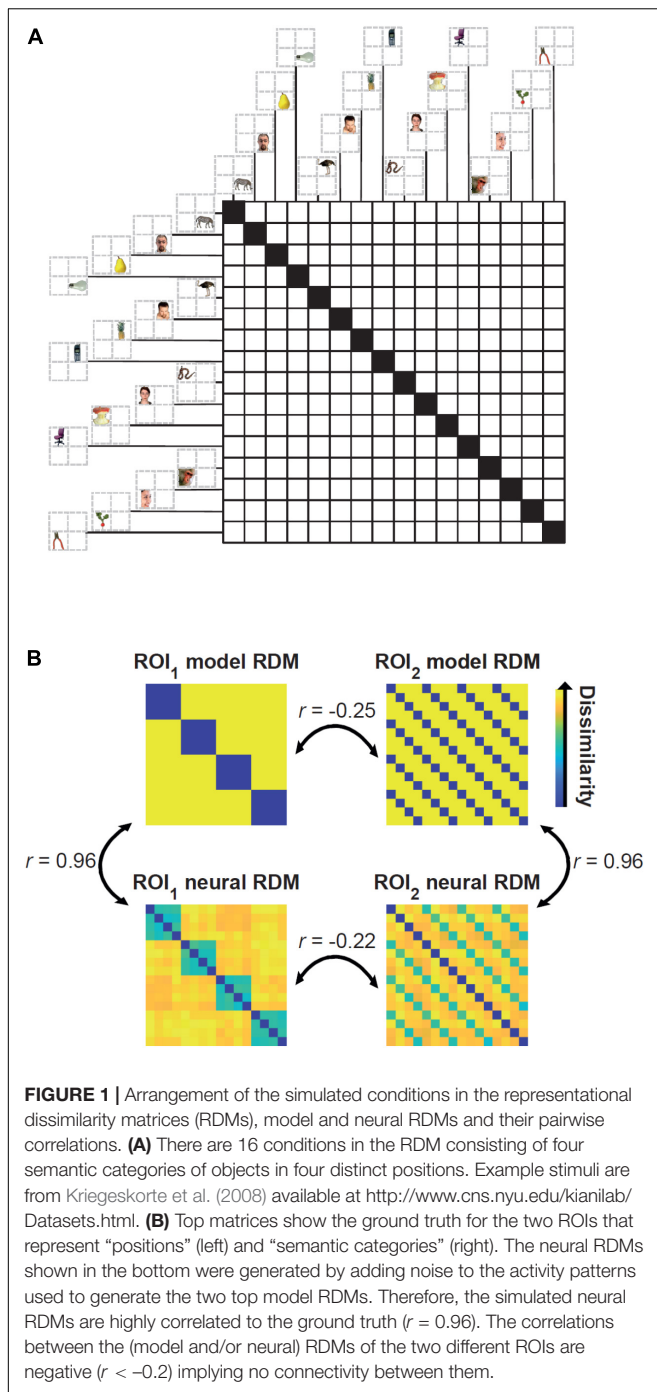 A
B
ROI1 model RDM
ROI2 model RDM
r = -0.25
Dissimilarity
r = 0.96
r = 0.96
ROI1 neural RDM
ROI2 neural RDM
r = -0.22
FIGURE 1 | Arrangement of the simulated conditions in the representational
dissimilarity matrices (RDMs), model and neural RDMs and their pairwise
correlations. (A) There are 16 conditions in the RDM consisting of four
semantic categories of objects in four distinct positions. Example stimuli are
from Kriegeskorte et al. (2008) available at http://www.cns.nyu.edu/kianilab/
Datasets.html. (B) Top matrices show the ground truth for the two ROIs that
represent “positions” (left) and “semantic categories” (right). The neural RDMs
shown in the bottom were generated by adding noise to the activity patterns
used to generate the two top model RDMs. Therefore, the simulated neural
RDMs are highly correlated to the ground truth (r = 0.96). The correlations
between the (model and/or neural) RDMs of the two different ROIs are
negative (r < –0.2) implying no connectivity between them.